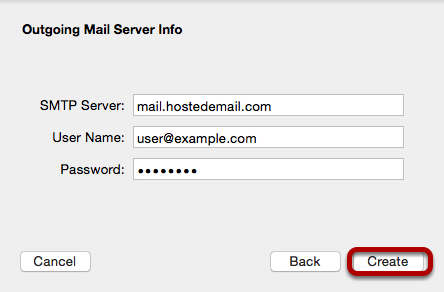 Outgoing Mail Server Info
SMTP Server: mail.hostedemail.com
User Name: user@example.com
Password: ••••••••
Cancel Back Create